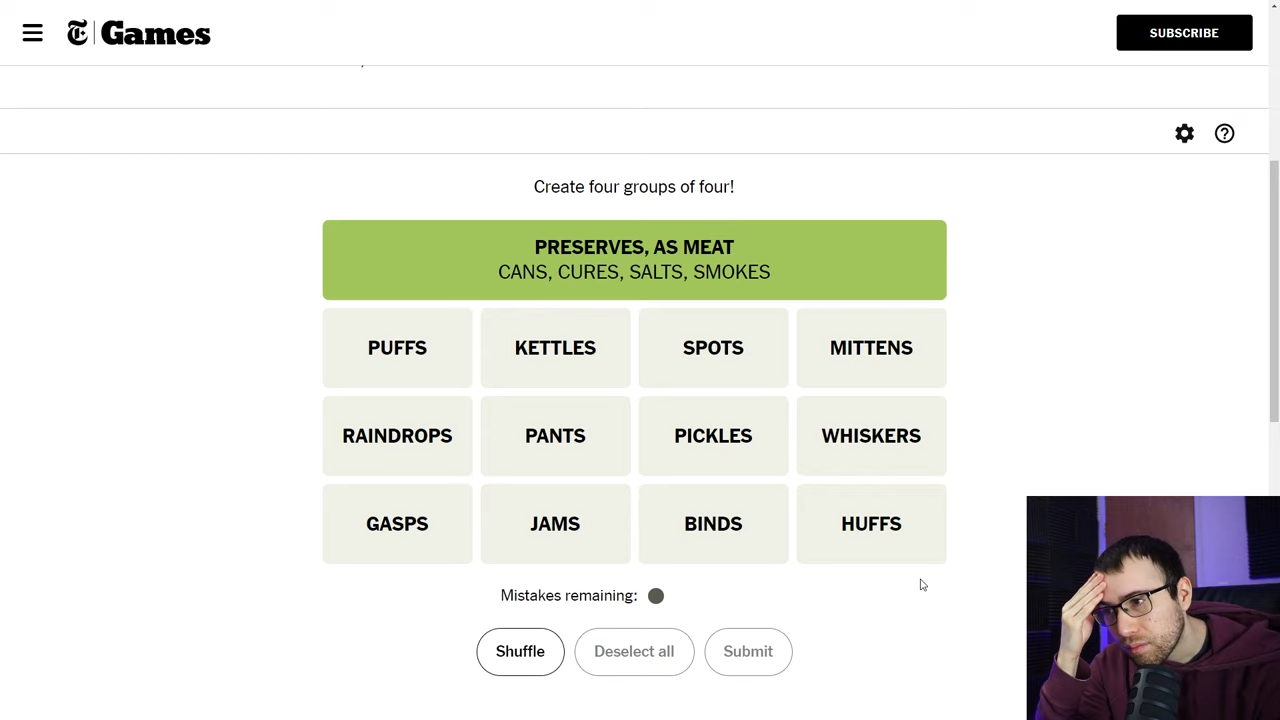 Games
SUBSCRIBE
Create four groups of four!
PRESERVES, AS MEAT
CANS, CURES, SALTS, SMOKES
PUFFS KETTLES SPOTS MITTENS
RAINDROPS PANTS PICKLES WHISKERS
GASPS JAMS BINDS HUFFS
Mistakes remaining:
Shuffle Deselect all Submit